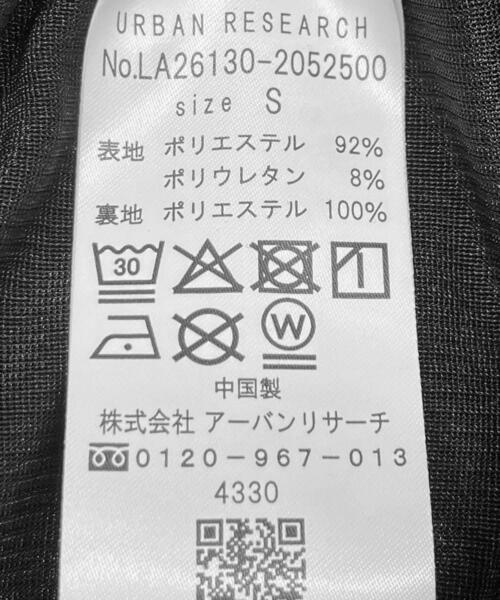 URBAN RESEARCH
No.LA26130-2052500
size S
表地 ポリエステル 92%
ポリウレタン 8%
裏地 ポリエステル 100%
30
W
中国製
株式会社 アーバンリサーチ
0120-967-013
4330